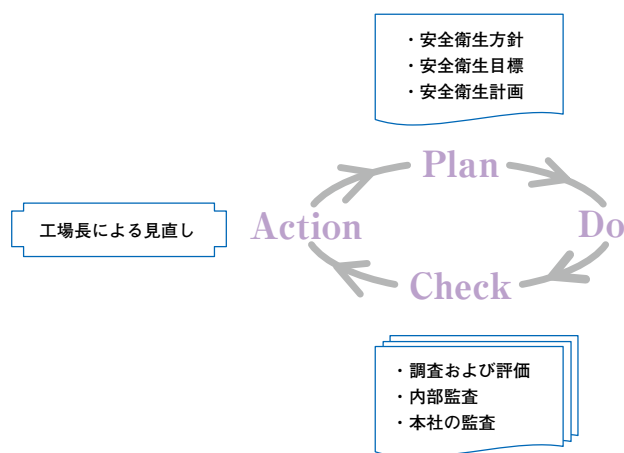 ・安全衛生方針
・安全衛生目標
・安全衛生計画
Plan
工場長による見直し
Action
Do
Check
・調査および評価
・内部監査
・本社の監査